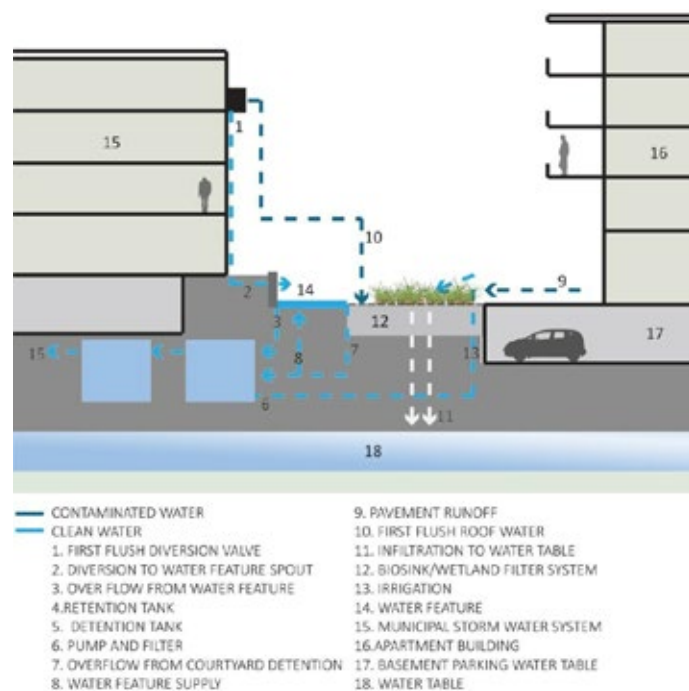 1
15
16
10
2
14
9
3
12
17
15
8
7
13
6
11
18
CONTAMINATED WATER
CLEAN WATER
1. FIRST FLUSH DIVERSION VALVE
2. DIVERSION TO WATER FEATURE SPOUT
3. OVER FLOW FROM WATER FEATURE
4.RETENTION TANK
5. DETENTION TANK
6. PUMP AND FILTER
7. OVERFLOW FROM COURTYARD DETENTION
8. WATER FEATURE SUPPLY
9. PAVEMENT RUNOFF
10. FIRST FLUSH ROOF WATER
11. INFILTRATION TO WATER TABLE
12. BIOSINK/WETLAND FILTER SYSTEM
13. IRRIGATION
14. WATER FEATURE
15. MUNICIPAL STORM WATER SYSTEM
16.APARTMENT BUILDING
17. BASEMENT PARKING WATER TABLE
18. WATER TABLE